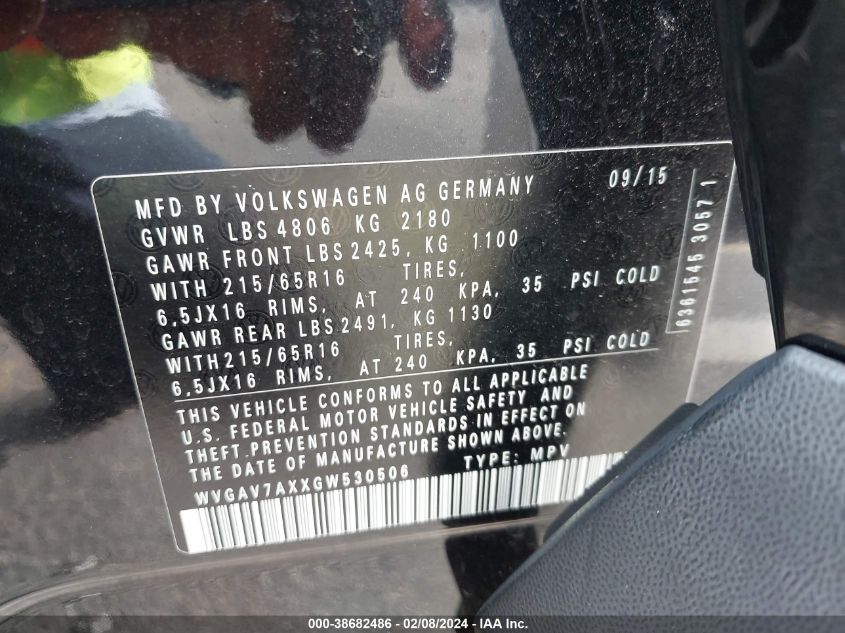 MFD BY VOLKSWAGEN AG GERMANY 09/15
GVWR LBS 4806 KG 2180
GAWR FRONT LBS 2425, KG 1100
WITH 215/65R16 TIRES,
6,5JX16 RIMS, AT 240 KPA, 35 PSI COLD
GAWR REAR LBS 2491, KG 1130
WITH 215/65R16 TIRES,
6,5JX16 RIMS, AT 240 KPA, 35 PSI COLD
THIS VEHICLE CONFORMS TO ALL APPLICABLE
U.S. FEDERAL MOTOR VEHICLE SAFETY AND
THEFT PREVENTION STANDARDS IN EFFECT ON
THE DATE OF MANUFACTURE SHOWN ABOVE.
WVGAV7AXXGW530506 TYPE: MPV
6361545 3057 1
000-38682486 - 02/08/2024 - IAA Inc.